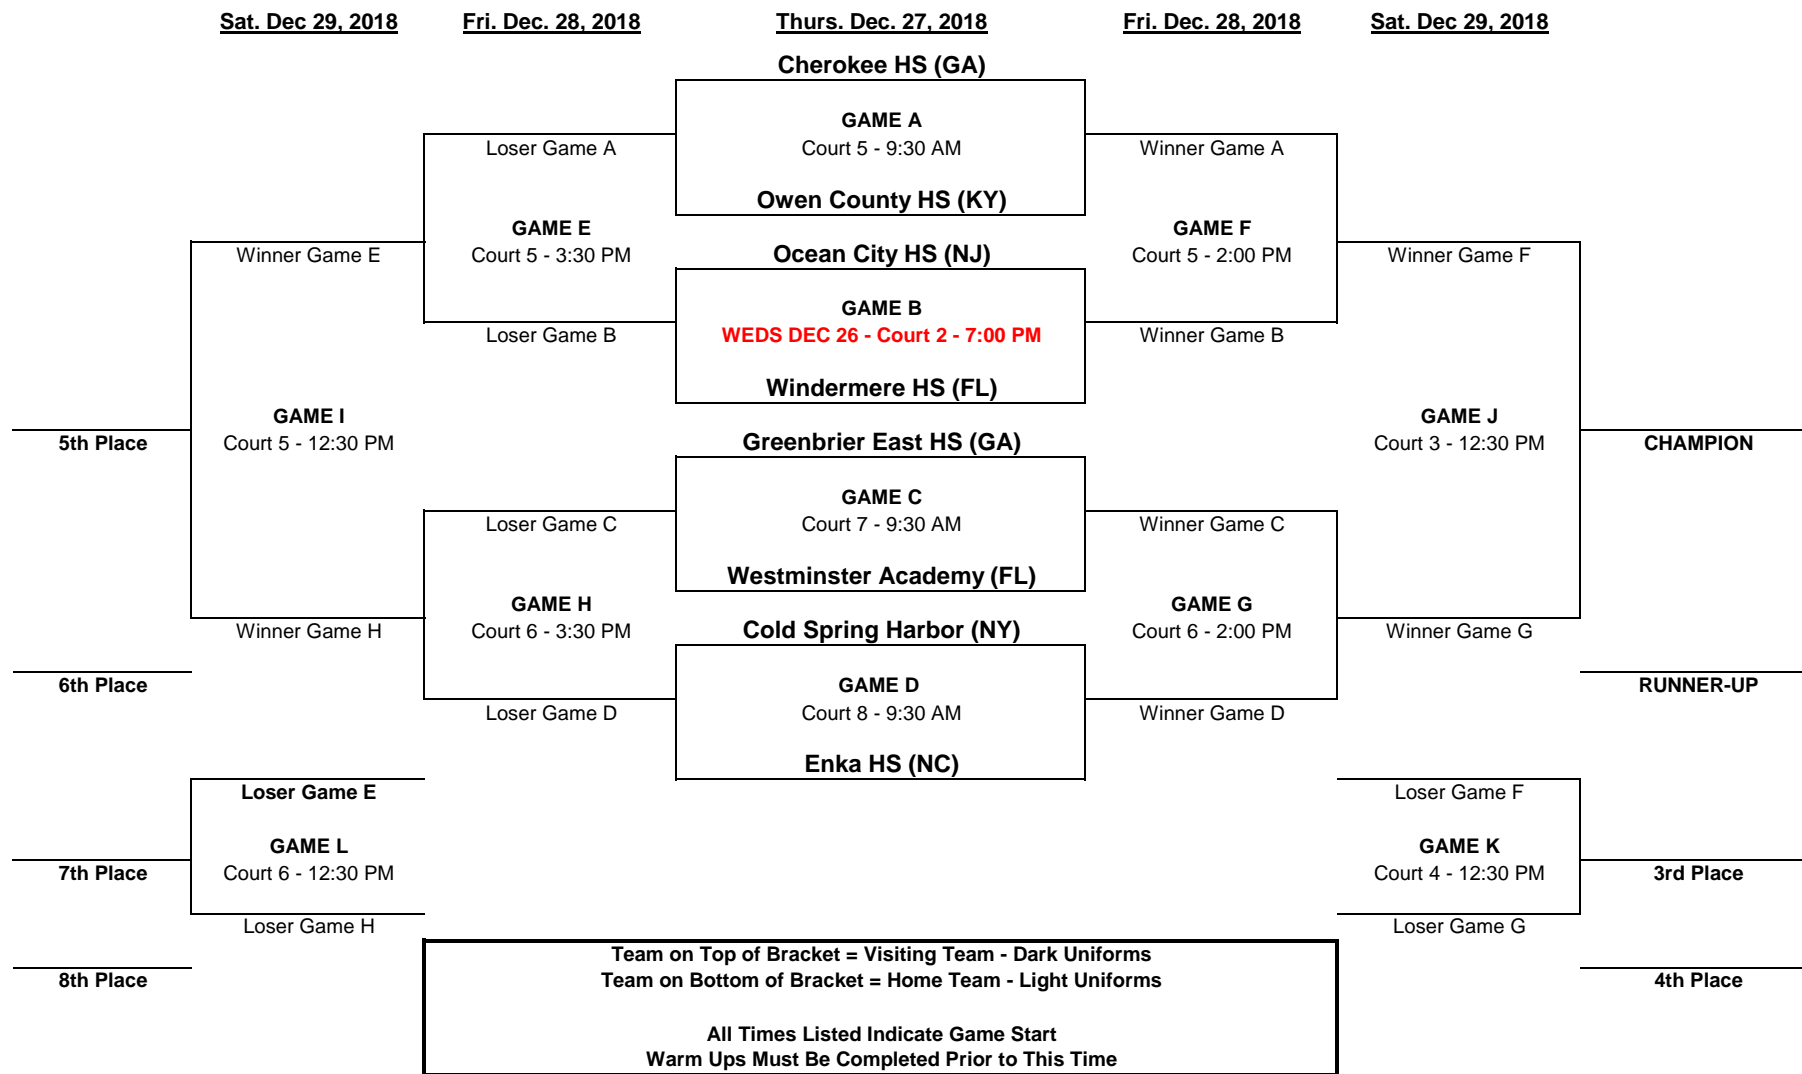 Sat. Dec 29, 2018 Fri. Dec. 28, 2018 Thurs. Dec. 27, 2018 Fri. Dec. 28, 2018 Sat. Dec 29, 2018
Cherokee HS (GA)
GAME A
Loser Game A Court 5 - 9:30 AM Winner Game A
Owen County HS (KY)
GAME E GAME F
Winner Game E Court 5 - 3:30 PM Ocean City HS (NJ) Court 5 - 2:00 PM Winner Game F
GAME B
Loser Game B WEDS DEC 26 - Court 2 - 7:00 PM Winner Game B
Windermere HS (FL)
GAME I GAME J
5th Place Court 5 - 12:30 PM Greenbrier East HS (GA) Court 3 - 12:30 PM CHAMPION
GAME C
Loser Game C Court 7 - 9:30 AM Winner Game C
Westminster Academy (FL)
GAME H GAME G
Winner Game H Court 6 - 3:30 PM Cold Spring Harbor (NY) Court 6 - 2:00 PM Winner Game G
6th Place GAME D RUNNER-UP
Loser Game D Court 8 - 9:30 AM Winner Game D
Enka HS (NC)
Loser Game E Loser Game F
GAME L GAME K
7th Place Court 6 - 12:30 PM Court 4 - 12:30 PM 3rd Place
Loser Game H Loser Game G
Team on Top of Bracket = Visiting Team - Dark Uniforms
8th Place Team on Bottom of Bracket = Home Team - Light Uniforms 4th Place
All Times Listed Indicate Game Start
Warm Ups Must Be Completed Prior to This Time